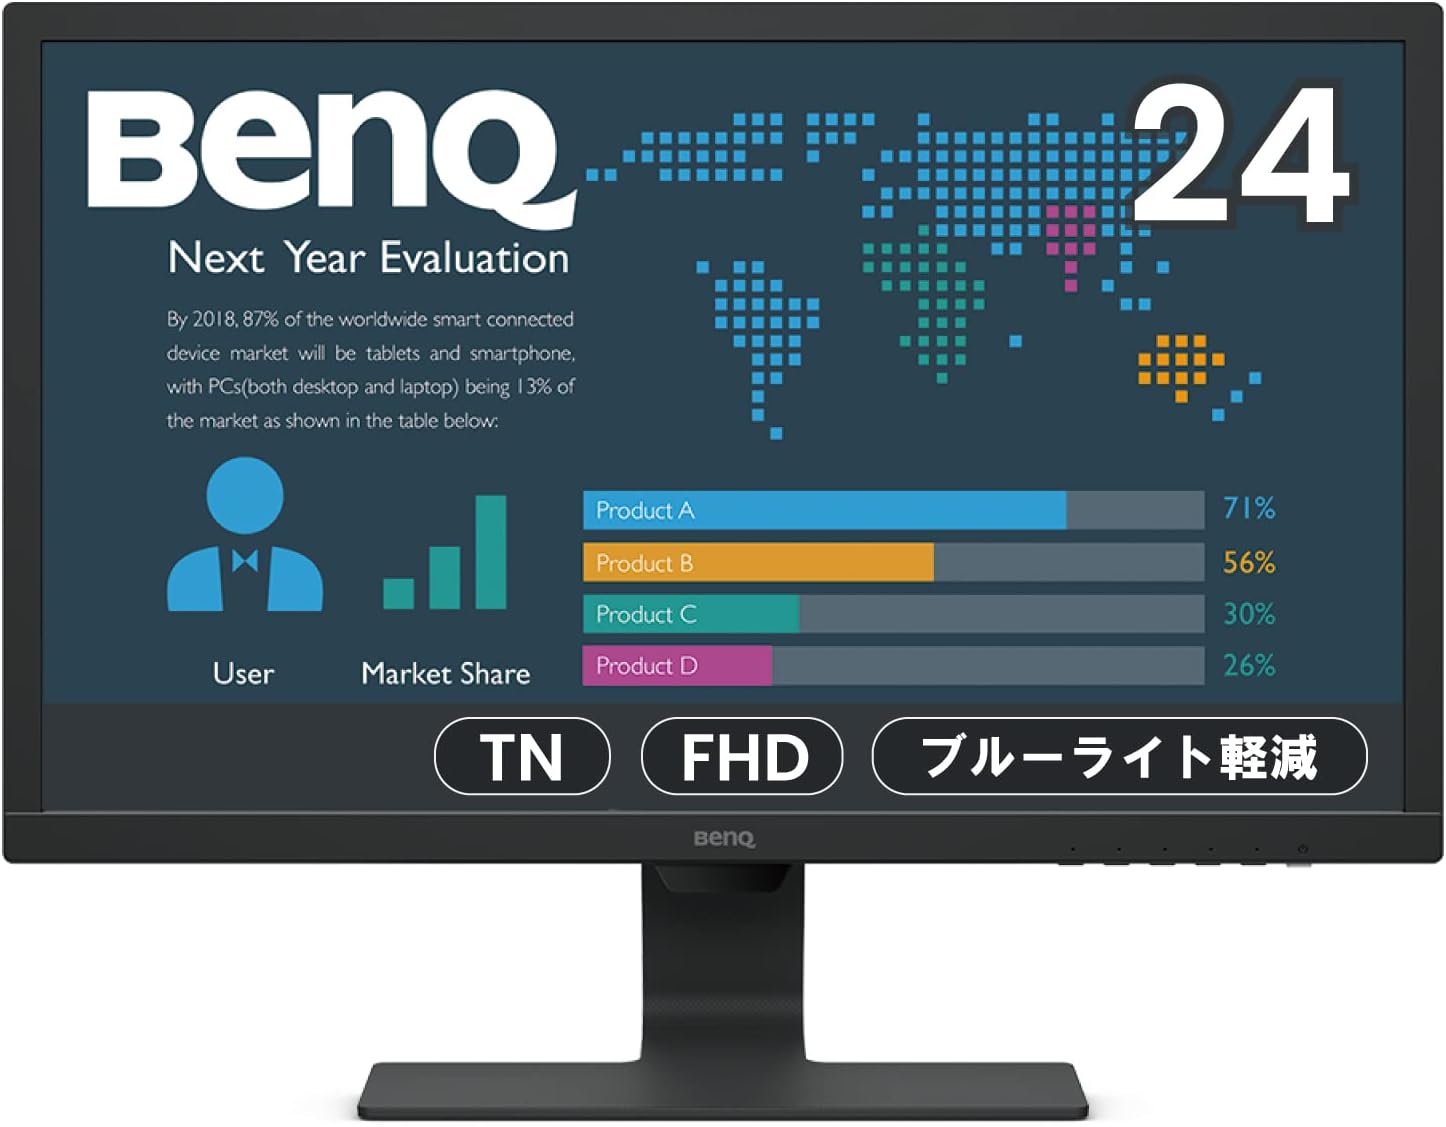 BenQ
24
Next Year Evaluation
By 2018, 87% of the worldwide smart connected
device market will be tablets and smartphone,
with PCs(both desktop and laptop) being 13% of
the market as shown in the table below:
User
Market Share
Product A 71%
Product B 56%
Product C 30%
Product D 26%
TN
FHD
ブルーライト軽減
BenQ